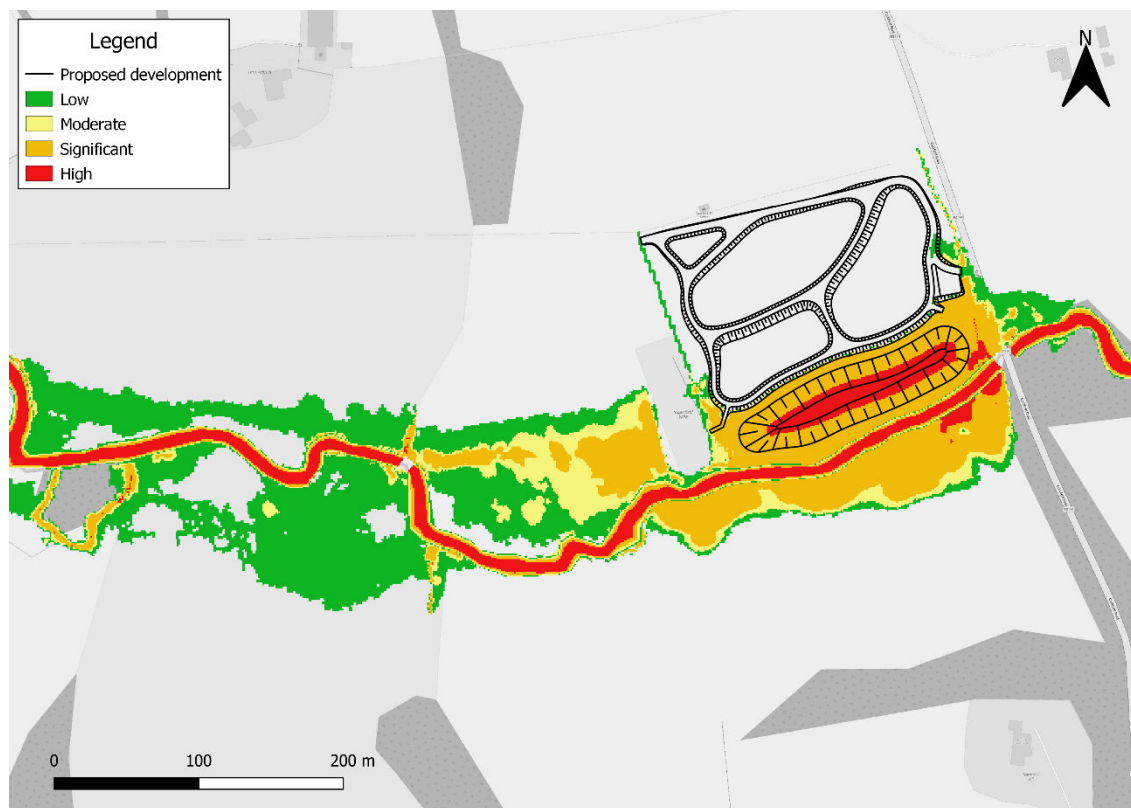 Legend
Proposed development
Low
Moderate
Significant
High
N
0 100 200 m